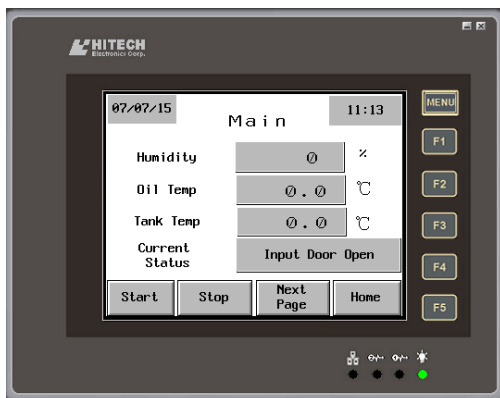 HITECH
Electronics Corp.
07/07/15
Main
11:13
MENU
Humidity
0
%
F1
Oil Temp
0.0
℃
F2
Tank Temp
0.0
℃
F3
Current
Status
Input Door Open
F4
Start
Stop
Next
Page
Home
F5